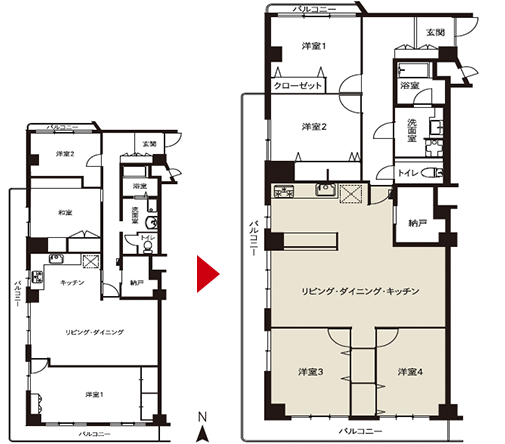 バルコニー
玄関
洋室2
浴室
和室
洗面室
トイレ
バルコニー
キッチン
納戸
リビング・ダイニング
洋室1
バルコニー
N
バルコニー
玄関
洋室1
浴室
クローゼット
洋室2
洗面室
トイレ
納戸
バルコニー
リビング・ダイニング・キッチン
洋室3
洋室4
バルコニー